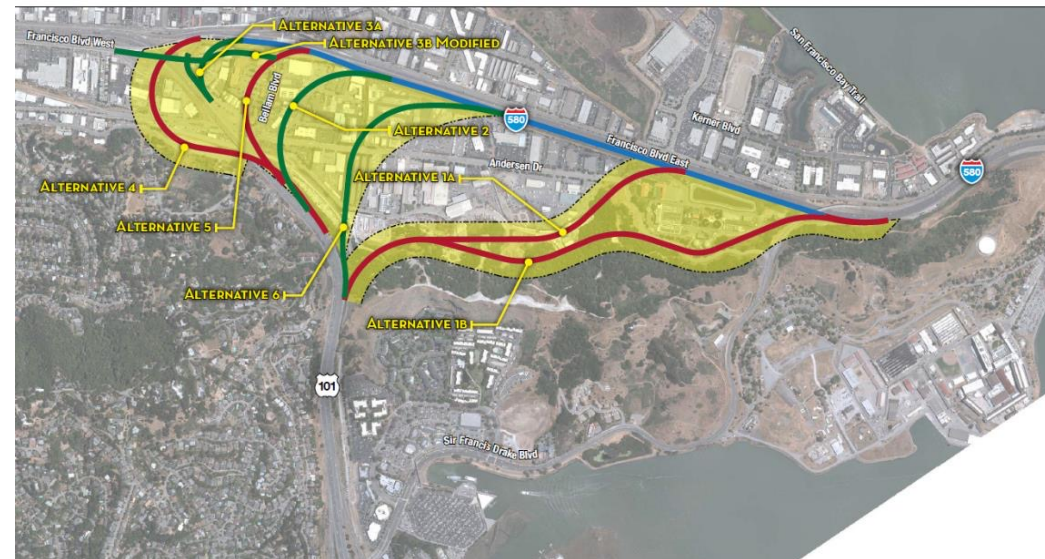 Francisco Blvd West
ALTERNATIVE 3A
ALTERNATIVE 3B MODIFIED
San Francisco Bay Trail
Bellam Blvd
ALTERNATIVE 2
580
Kerner Blvd
Francisco Blvd East
Andersen Dr
580
ALTERNATIVE 1A
ALTERNATIVE 4
ALTERNATIVE 5
ALTERNATIVE 6
ALTERNATIVE 1B
101
Sir Francis Drake Blvd